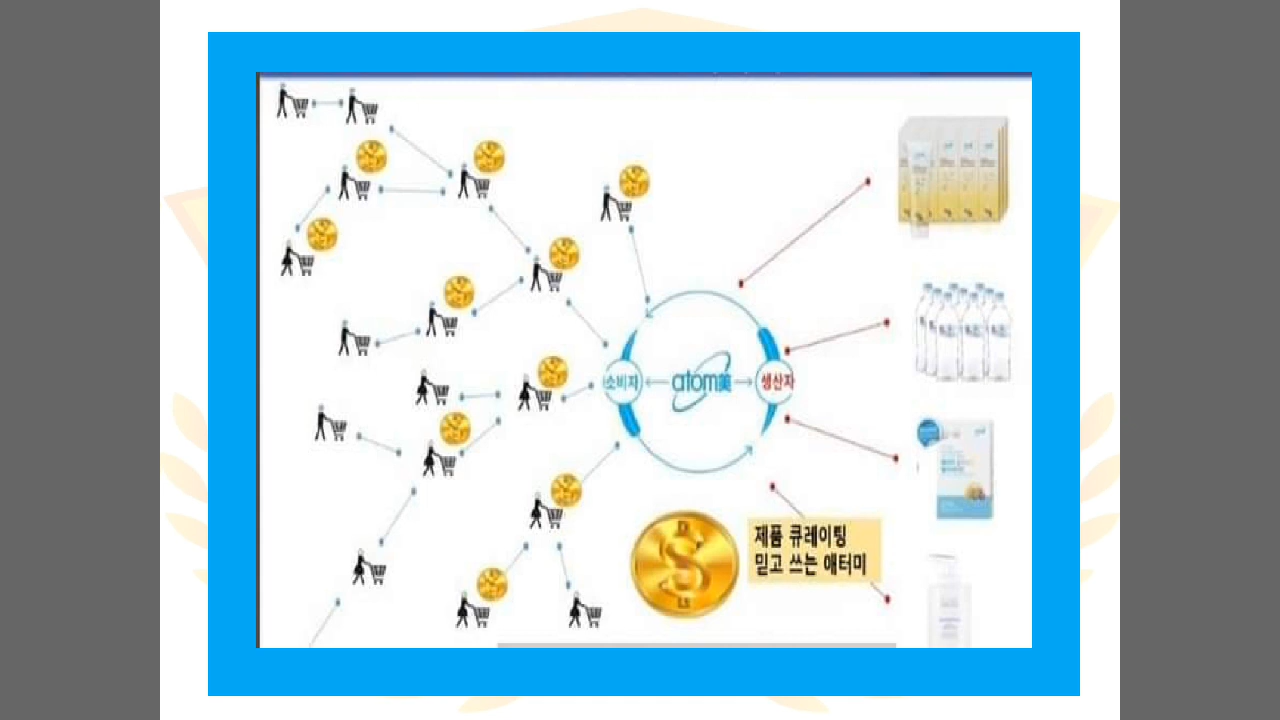 소비자
atom美
생산자
제품 큐레이팅
믿고 쓰는 애터미